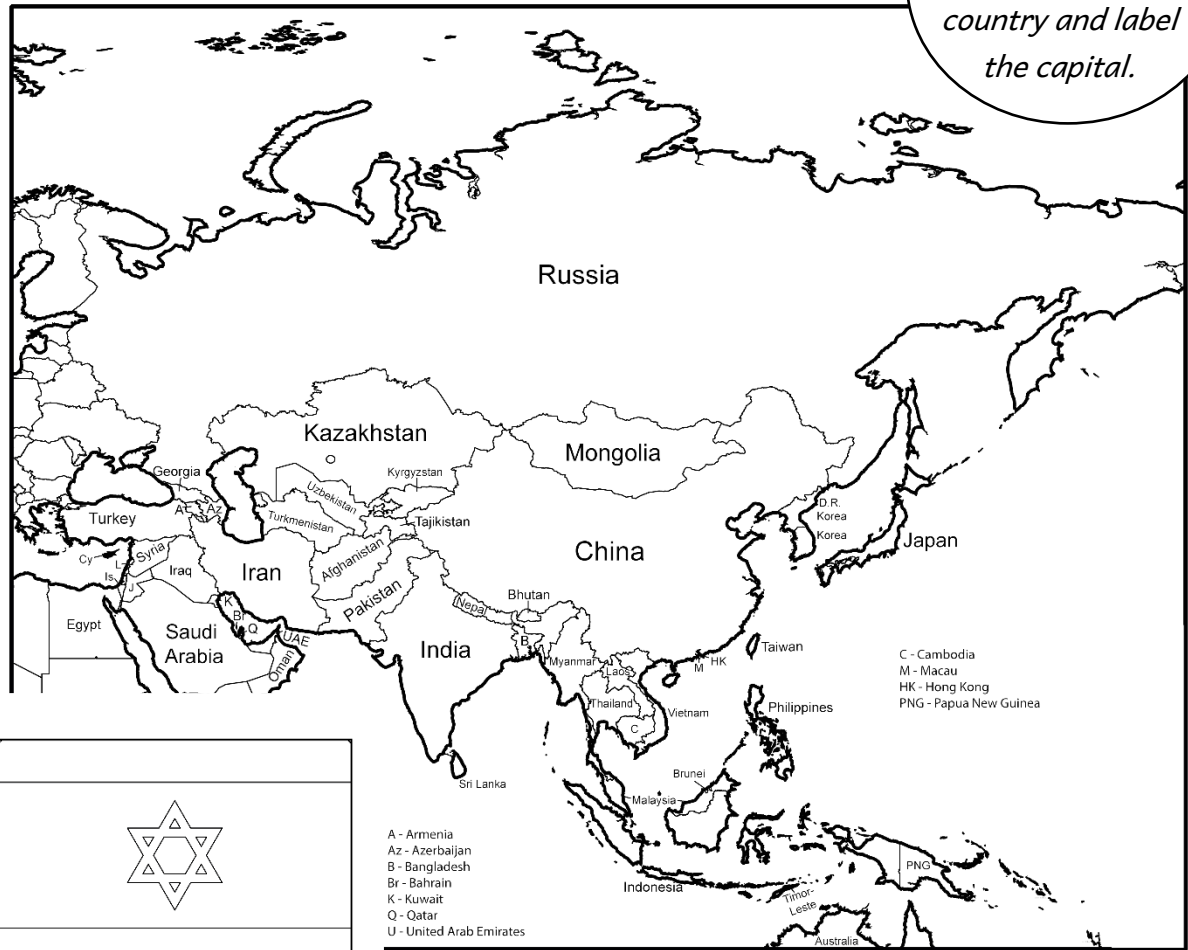 country and label
the capital.
Russia
Kazakhstan
Mongolia
Georgia
Kyrgyzstan
Uzbekistan
A
Az
Turkmenistan
D.R.
Korea
Turkey
Tajikistan
Korea
Japan
China
Cy
L
Syria
Is
J
Iraq
Iran
Afghanistan
Pakistan
K
Nepal
Bhutan
Br
Q
Egypt
Saudi
Arabia
UAE
Oman
India
B
Myanmar
Laos
M
HK
Taiwan
Thailand
C
Vietnam
Philippines
C - Cambodia
M - Macau
HK - Hong Kong
PNG - Papua New Guinea
Sri Lanka
Brunei
Malaysia
A - Armenia
Az - Azerbaijan
B - Bangladesh
Br - Bahrain
K - Kuwait
Q - Qatar
U - United Arab Emirates
Indonesia
PNG
Timor-
Leste
Australia